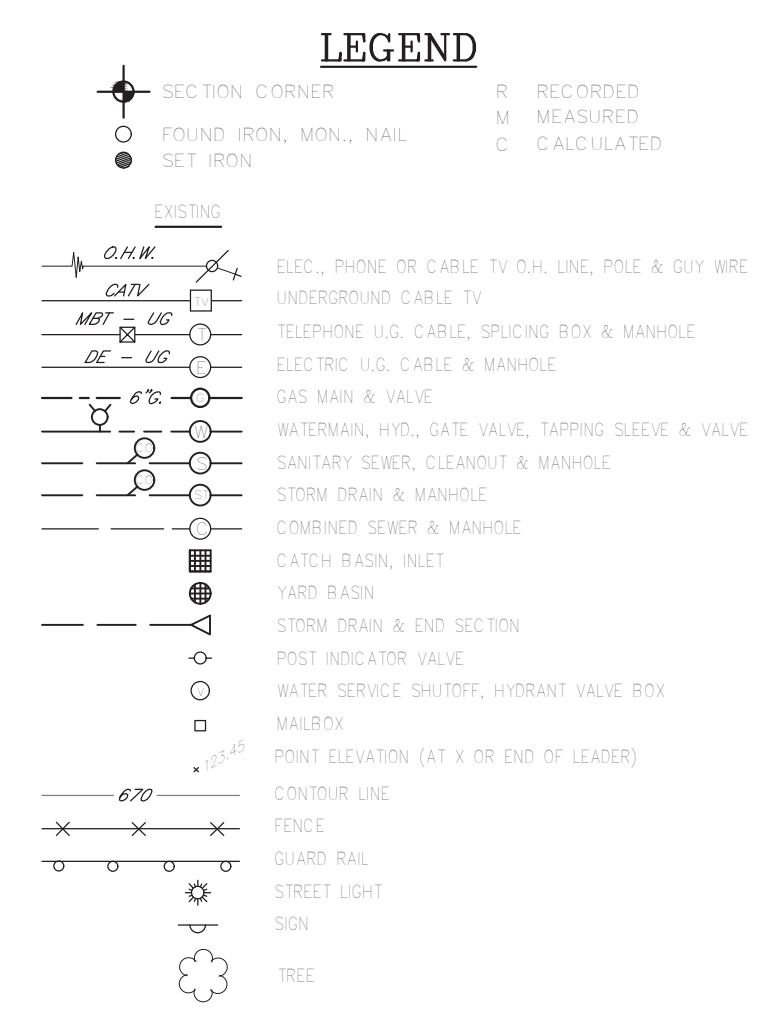 LEGEND
SECTION CORNER
R RECORDED
M MEASURED
FOUND IRON, MON., NAIL
C CALCULATED
SET IRON
EXISTING
O.H.W.
ELEC., PHONE OR CABLE TV O.H. LINE, POLE & GUY WIRE
CATV
TV
UNDERGROUND CABLE TV
MBT - UG
T
TELEPHONE U.G. CABLE, SPLICING BOX & MANHOLE
DE - UG
E
ELECTRIC U.G. CABLE & MANHOLE
6"G.
G
GAS MAIN & VALVE
W
WATERMAIN, HYD., GATE VALVE, TAPPING SLEEVE & VALVE
CO
S
SANITARY SEWER, CLEANOUT & MANHOLE
CO
ST
STORM DRAIN & MANHOLE
C
COMBINED SEWER & MANHOLE
CATCH BASIN, INLET
YARD BASIN
STORM DRAIN & END SECTION
POST INDICATOR VALVE
V
WATER SERVICE SHUTOFF, HYDRANT VALVE BOX
MAILBOX
123.45
POINT ELEVATION (AT X OR END OF LEADER)
670
CONTOUR LINE
FENCE
GUARD RAIL
STREET LIGHT
SIGN
TREE